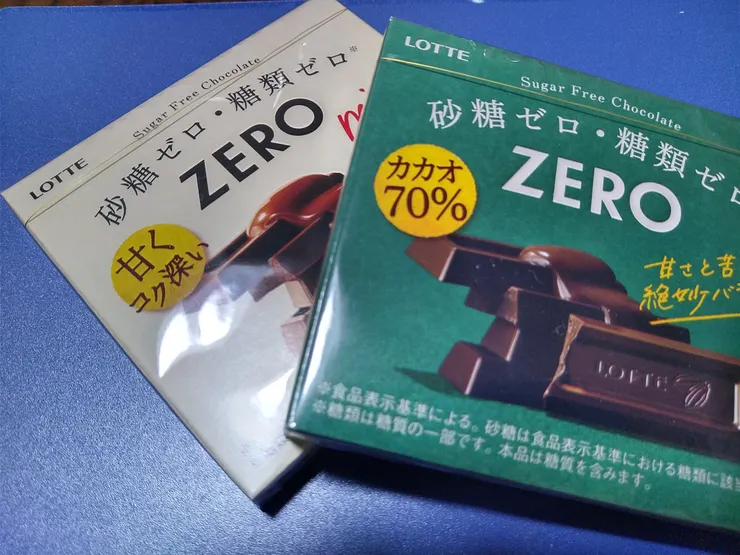 LOTTE
Sugar Free Chocolate
砂糖ゼロ・糖類ゼロ※
ZERO
甘く
コク深い
LOTTE
Sugar Free Chocolate
砂糖ゼロ・糖類ゼロ
ZERO
カカオ
70%
甘さと苦
絶妙バラ
LOTTE
※食品表示基準による。砂糖は食品表示基準における糖類に該当
※糖類は糖質の一部です。本品は糖質を含みます。